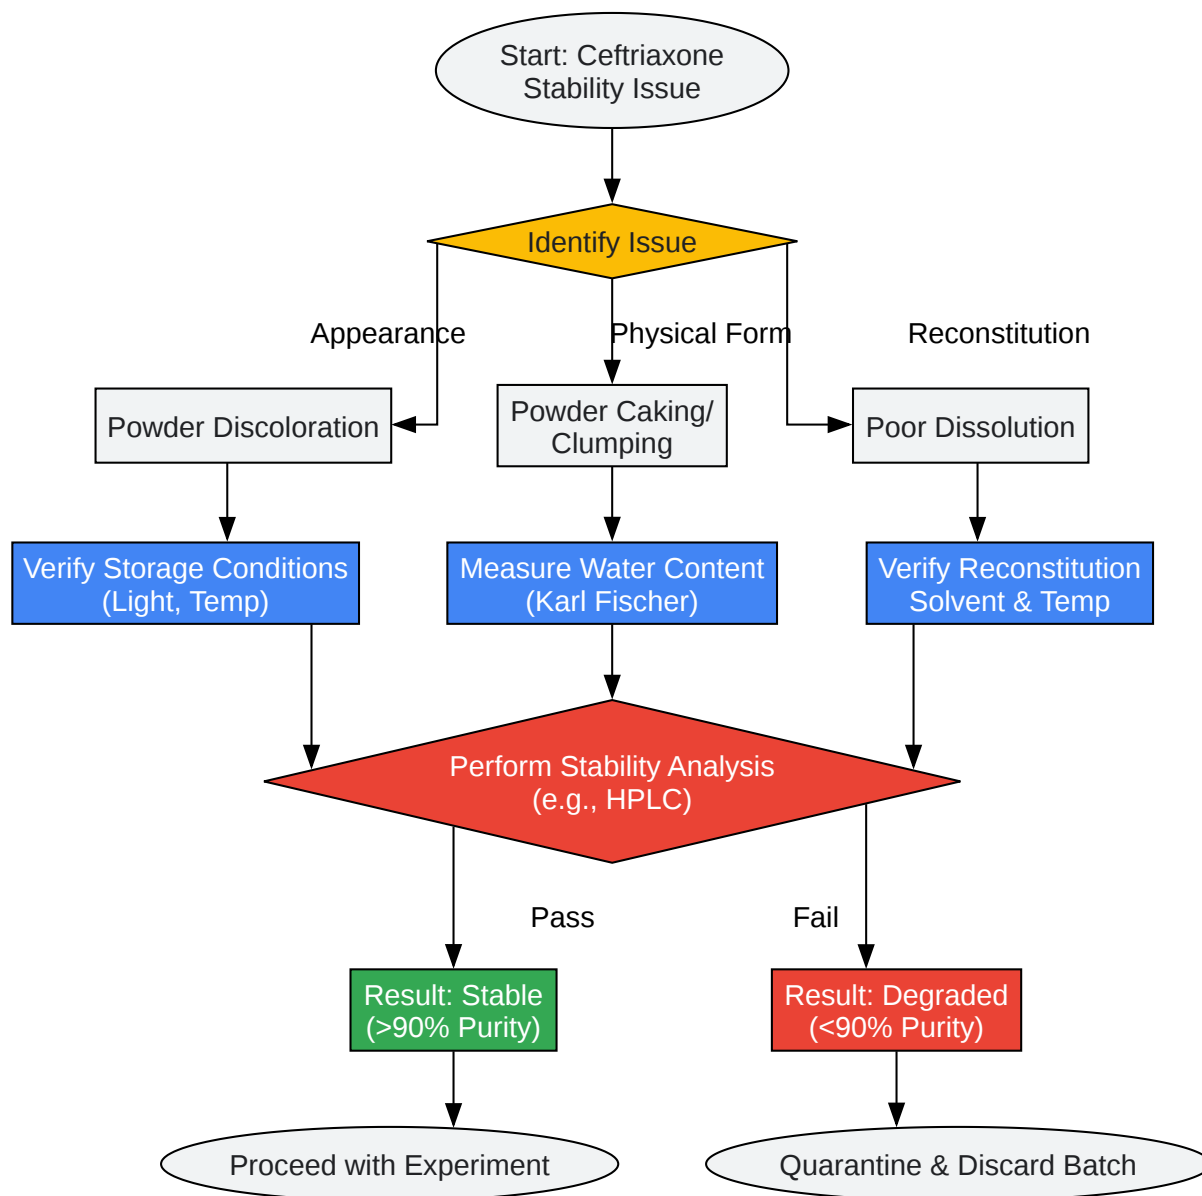 Start: Ceftriaxone
Stability Issue
Identify Issue
Appearance
Physical Form
Reconstitution
Powder Discoloration
Powder Caking/
Clumping
Poor Dissolution
Verify Storage Conditions
(Light, Temp)
Measure Water Content
(Karl Fischer)
Verify Reconstitution
Solvent & Temp
Perform Stability Analysis
(e.g., HPLC)
Pass
Fail
Result: Stable
(>90% Purity)
Result: Degraded
(<90% Purity)
Proceed with Experiment
Quarantine & Discard Batch